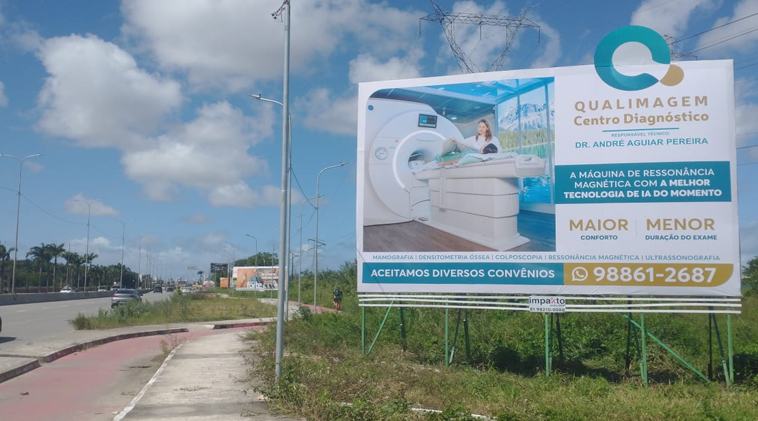 QUALIMAGEM
Centro Diagnóstico
RESPONSÁVEL TÉCNICO:
DR. ANDRÉ AGUIAR PEREIRA
A MÁQUINA DE RESSONÂNCIA
MAGNÉTICA COM A MELHOR
TECNOLOGIA DE IA DO MOMENTO
MAIOR
CONFORTO
MENOR
DURAÇÃO DO EXAME
MAMOGRAFIA | DENSITOMETRIA ÓSSEA | COLPOSCOPIA | RESSONÂNCIA MAGNÉTICA | ULTRASSONOGRAFIA
ACEITAMOS DIVERSOS CONVÊNIOS
98861-2687
impaxto